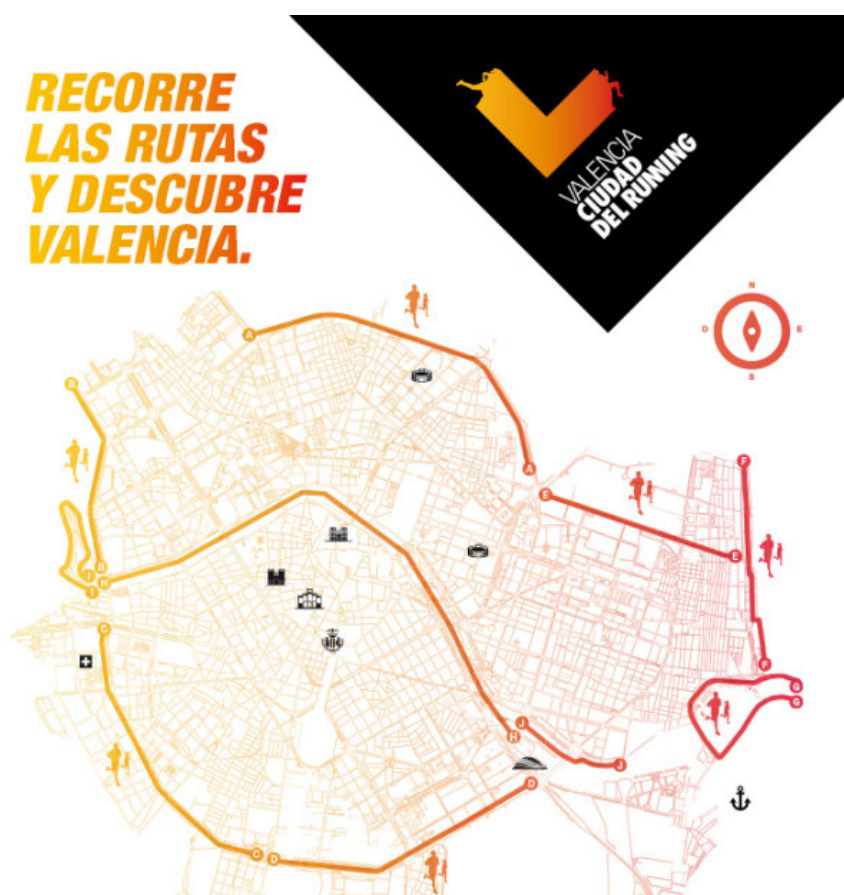 RECORRE
LAS RUTAS
Y DESCUBRE
VALENCIA.
VALENCIA
CIUDAD
DEL RUNNING
N
O
E
S
A
B
A
F
E
E
B
I
H
I
C
F
G
G
J
H
J
D
C
D